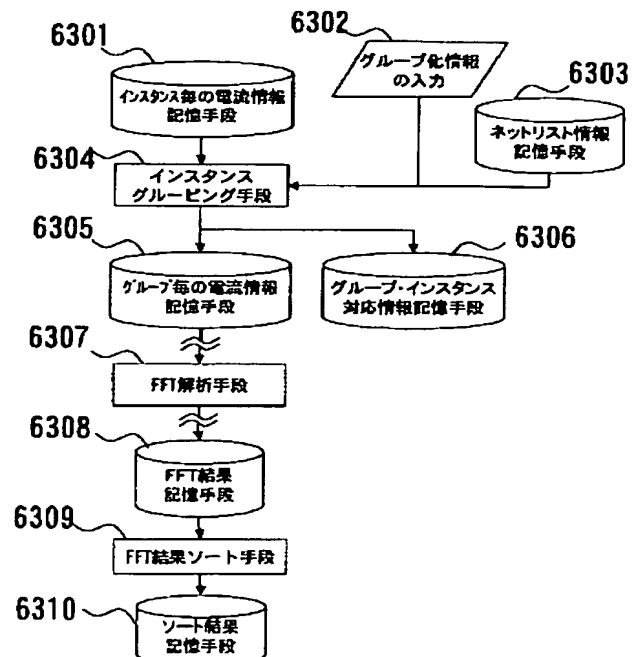 6301
インスタンス毎の電流情報
記憶手段
6302
グループ化情報
の入力
6303
ネットリスト情報
記憶手段
6304
インスタンス
グルーピング手段
6305
グループ毎の電流情報
記憶手段
6306
グループ・インスタンス
対応情報記憶手段
6307
FFT解析手段
6308
FFT結果
記憶手段
6309
FFT結果ソート手段
6310
ソート結果
記憶手段